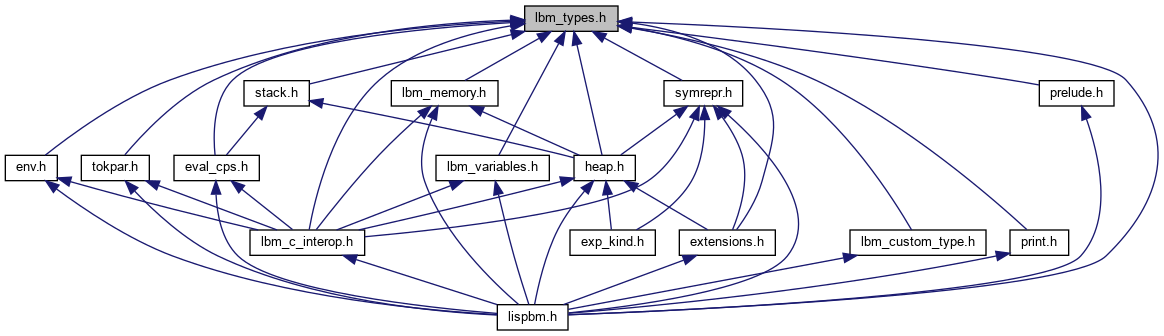 lbm_types.h
stack.h
lbm_memory.h
symrepr.h
prelude.h
env.h
tokpar.h
eval_cps.h
lbm_variables.h
heap.h
lbm_c_interop.h
exp_kind.h
extensions.h
lbm_custom_type.h
print.h
lispbm.h